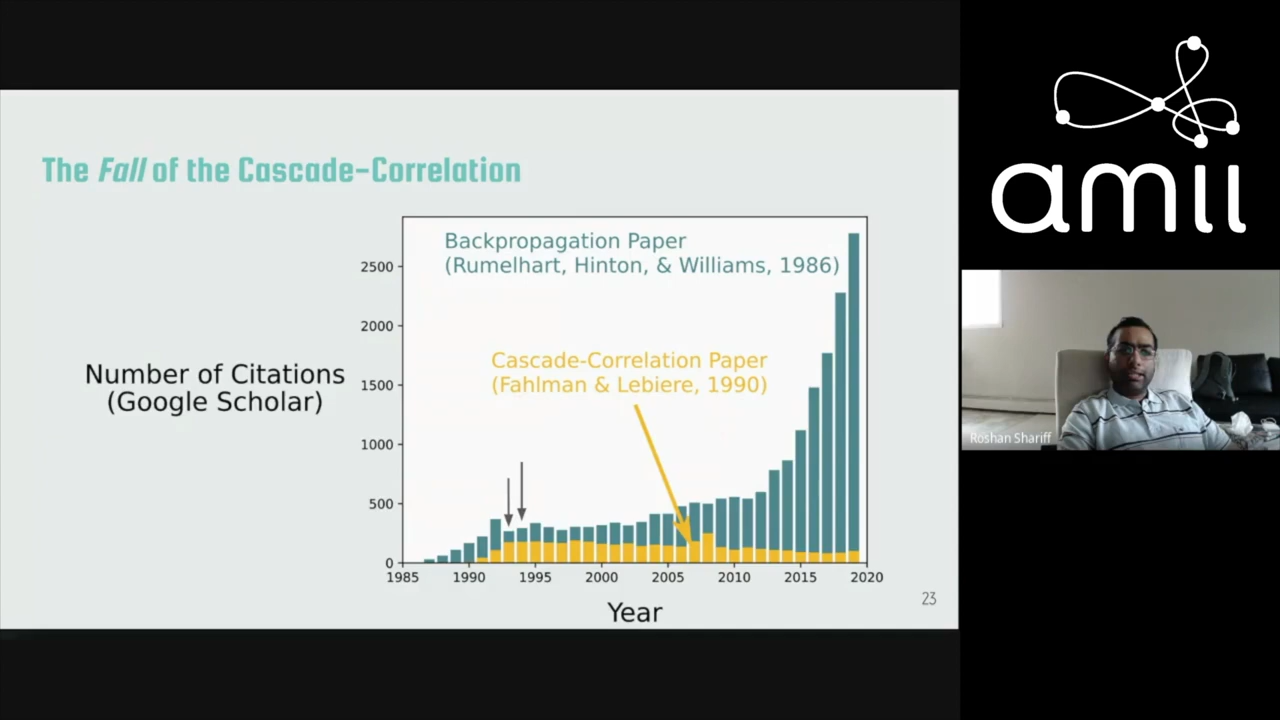 The Fall of the Cascade-Correlation
Number of Citations
(Google Scholar)
Backpropagation Paper
(Rumelhart, Hinton, & Williams, 1986)
Cascade-Correlation Paper
(Fahlman & Lebiere, 1990)
2500
2000
1500
1000
500
0
1985 1990 1995 2000 2005 2010 2015 2020
Year
23
amii
Roshan Shariff